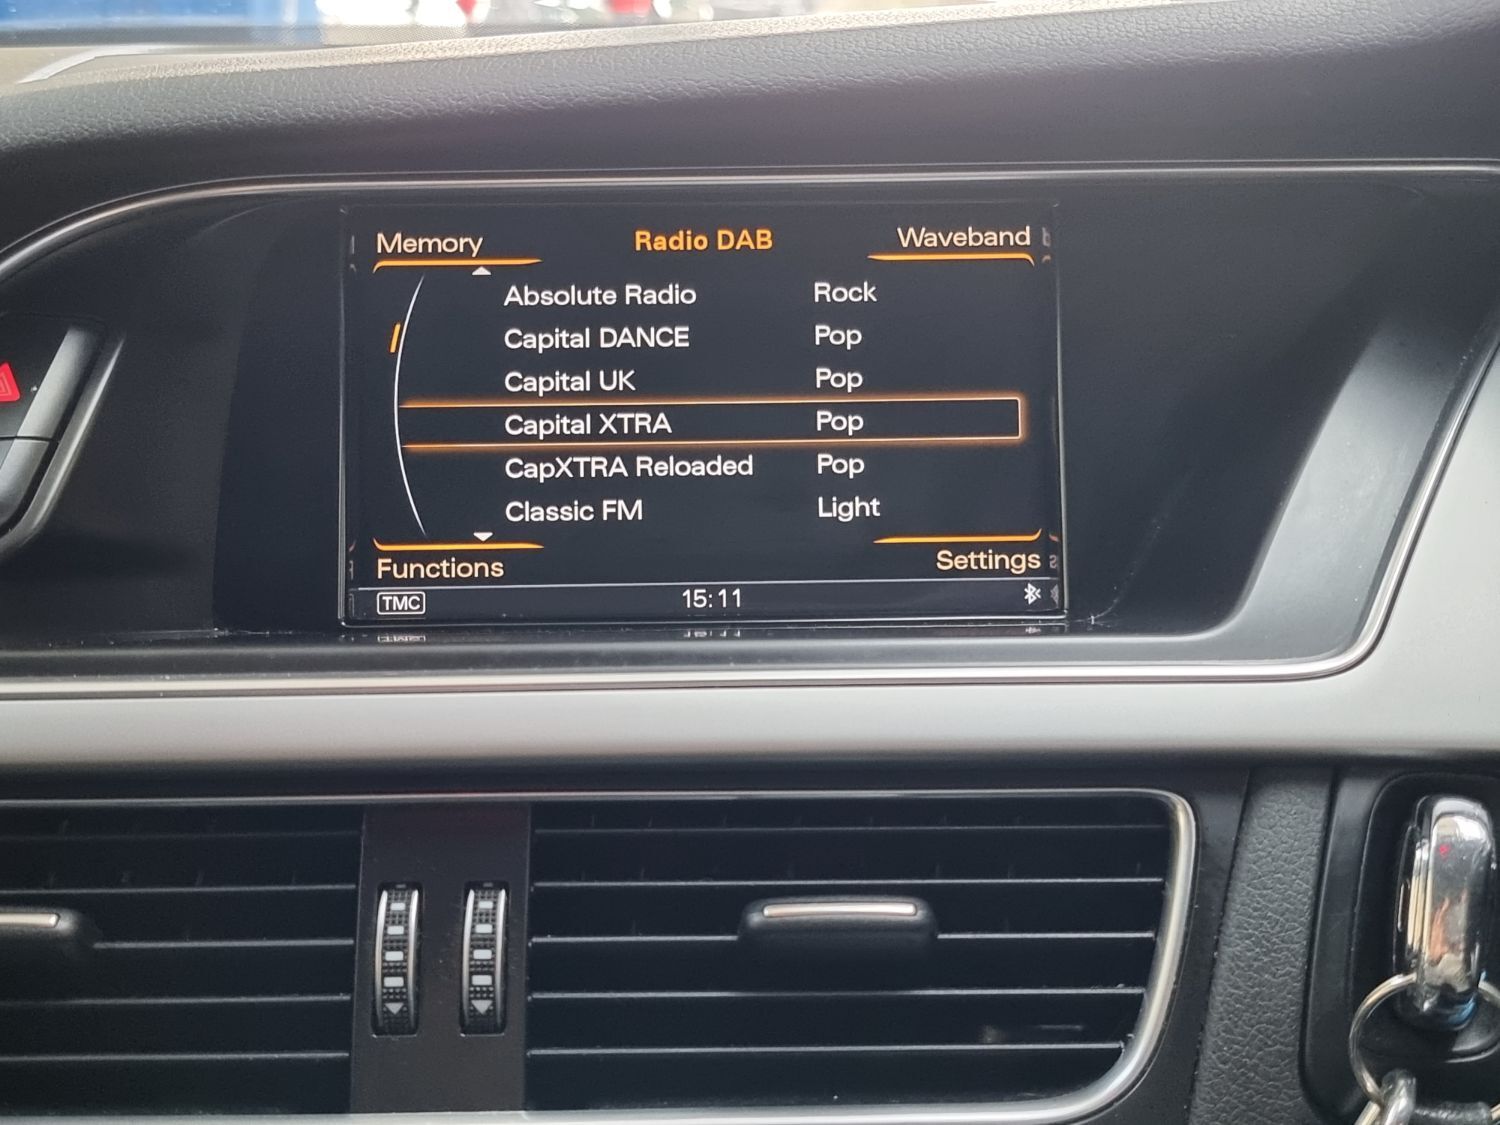 Memory Radio DAB Waveband
Absolute Radio Rock
Capital DANCE Pop
Capital UK Pop
Capital XTRA Pop
CapXTRA Reloaded Pop
Classic FM Light
Functions Settings
TMC 15:11